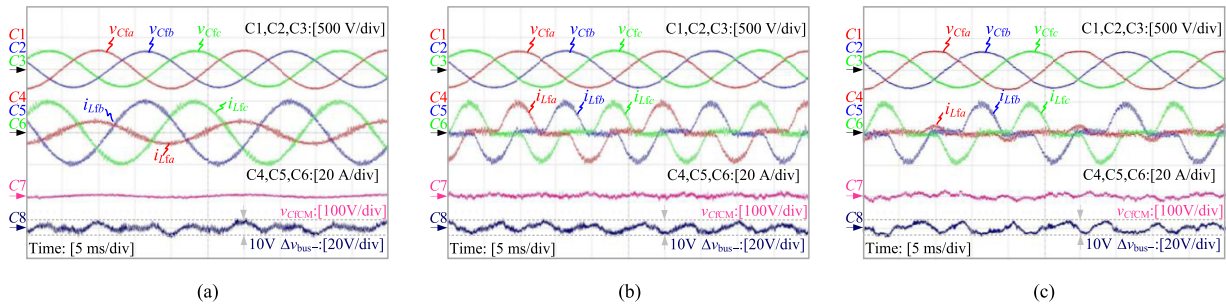 C1
C2
C3
C4
C5
C6
C7
C8
v_Cfa
v_Cfb
v_Cfc
C1,C2,C3:[500 V/div]
i_Lfb
i_Lfc
i_Lfa
C4,C5,C6:[20 A/div]
v_CfCM:[100V/div]
Time: [5 ms/div]
10V Δv_bus−:[20V/div]
(a)
C1
C2
C3
C4
C5
C6
C7
C8
v_Cfa
v_Cfb
v_Cfc
C1,C2,C3:[500 V/div]
i_Lfa
i_Lfb
i_Lfc
C4,C5,C6:[20 A/div]
v_CfCM:[100V/div]
Time: [5 ms/div]
10V Δv_bus−:[20V/div]
(b)
C1
C2
C3
C4
C5
C6
C7
C8
v_Cfa
v_Cfb
v_Cfc
C1,C2,C3:[500 V/div]
i_Lfa
i_Lfb
i_Lfc
C4,C5,C6:[20 A/div]
v_CfCM:[100V/div]
Time: [5 ms/div]
10V Δv_bus−:[20V/div]
(c)